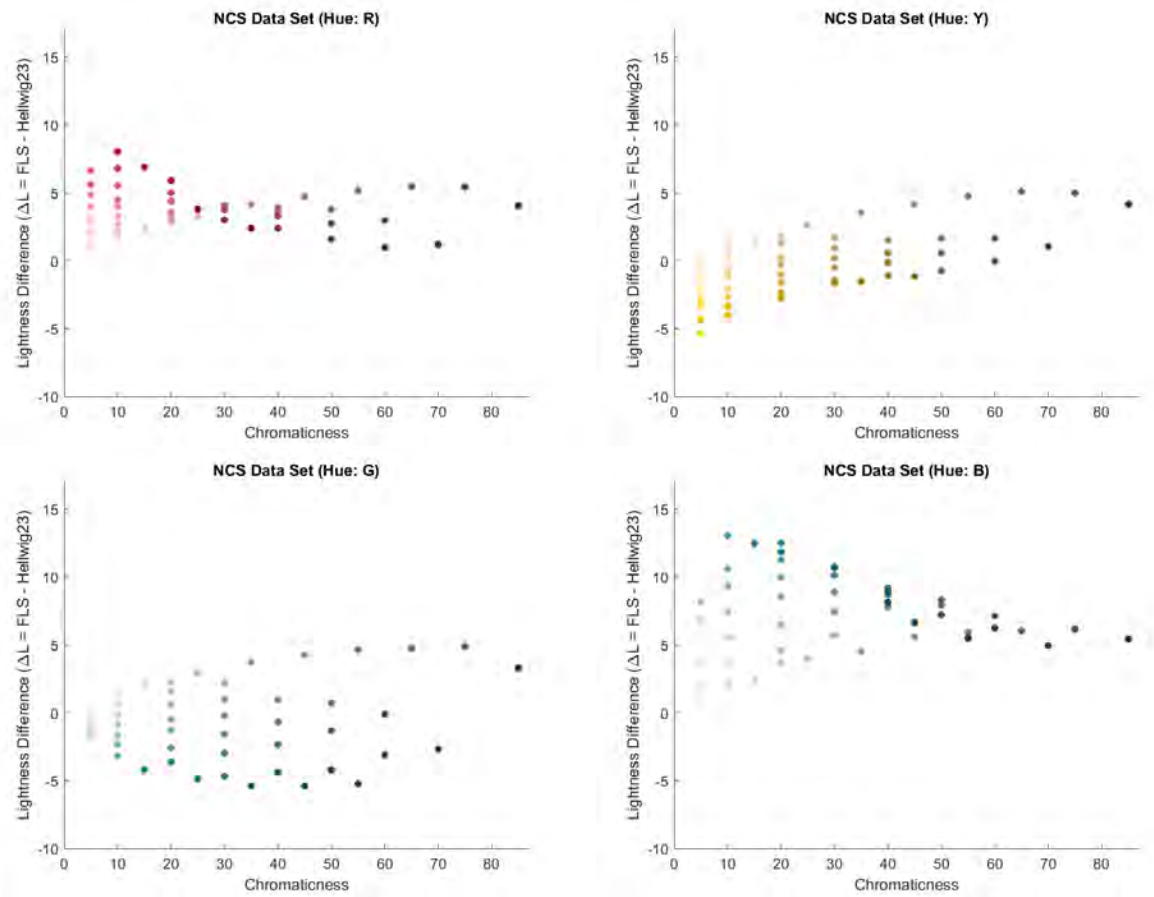 NCS Data Set (Hue: R)
15
10
5
0
-5
-10
0 10 20 30 40 50 60 70 80
Chromaticness
Lightness Difference (ΔL = FLS - Hellwig23)
NCS Data Set (Hue: Y)
15
10
5
0
-5
-10
0 10 20 30 40 50 60 70 80
Chromaticness
Lightness Difference (ΔL = FLS - Hellwig23)
NCS Data Set (Hue: G)
15
10
5
0
-5
-10
0 10 20 30 40 50 60 70 80
Chromaticness
Lightness Difference (ΔL = FLS - Hellwig23)
NCS Data Set (Hue: B)
15
10
5
0
-5
-10
0 10 20 30 40 50 60 70 80
Chromaticness
Lightness Difference (ΔL = FLS - Hellwig23)